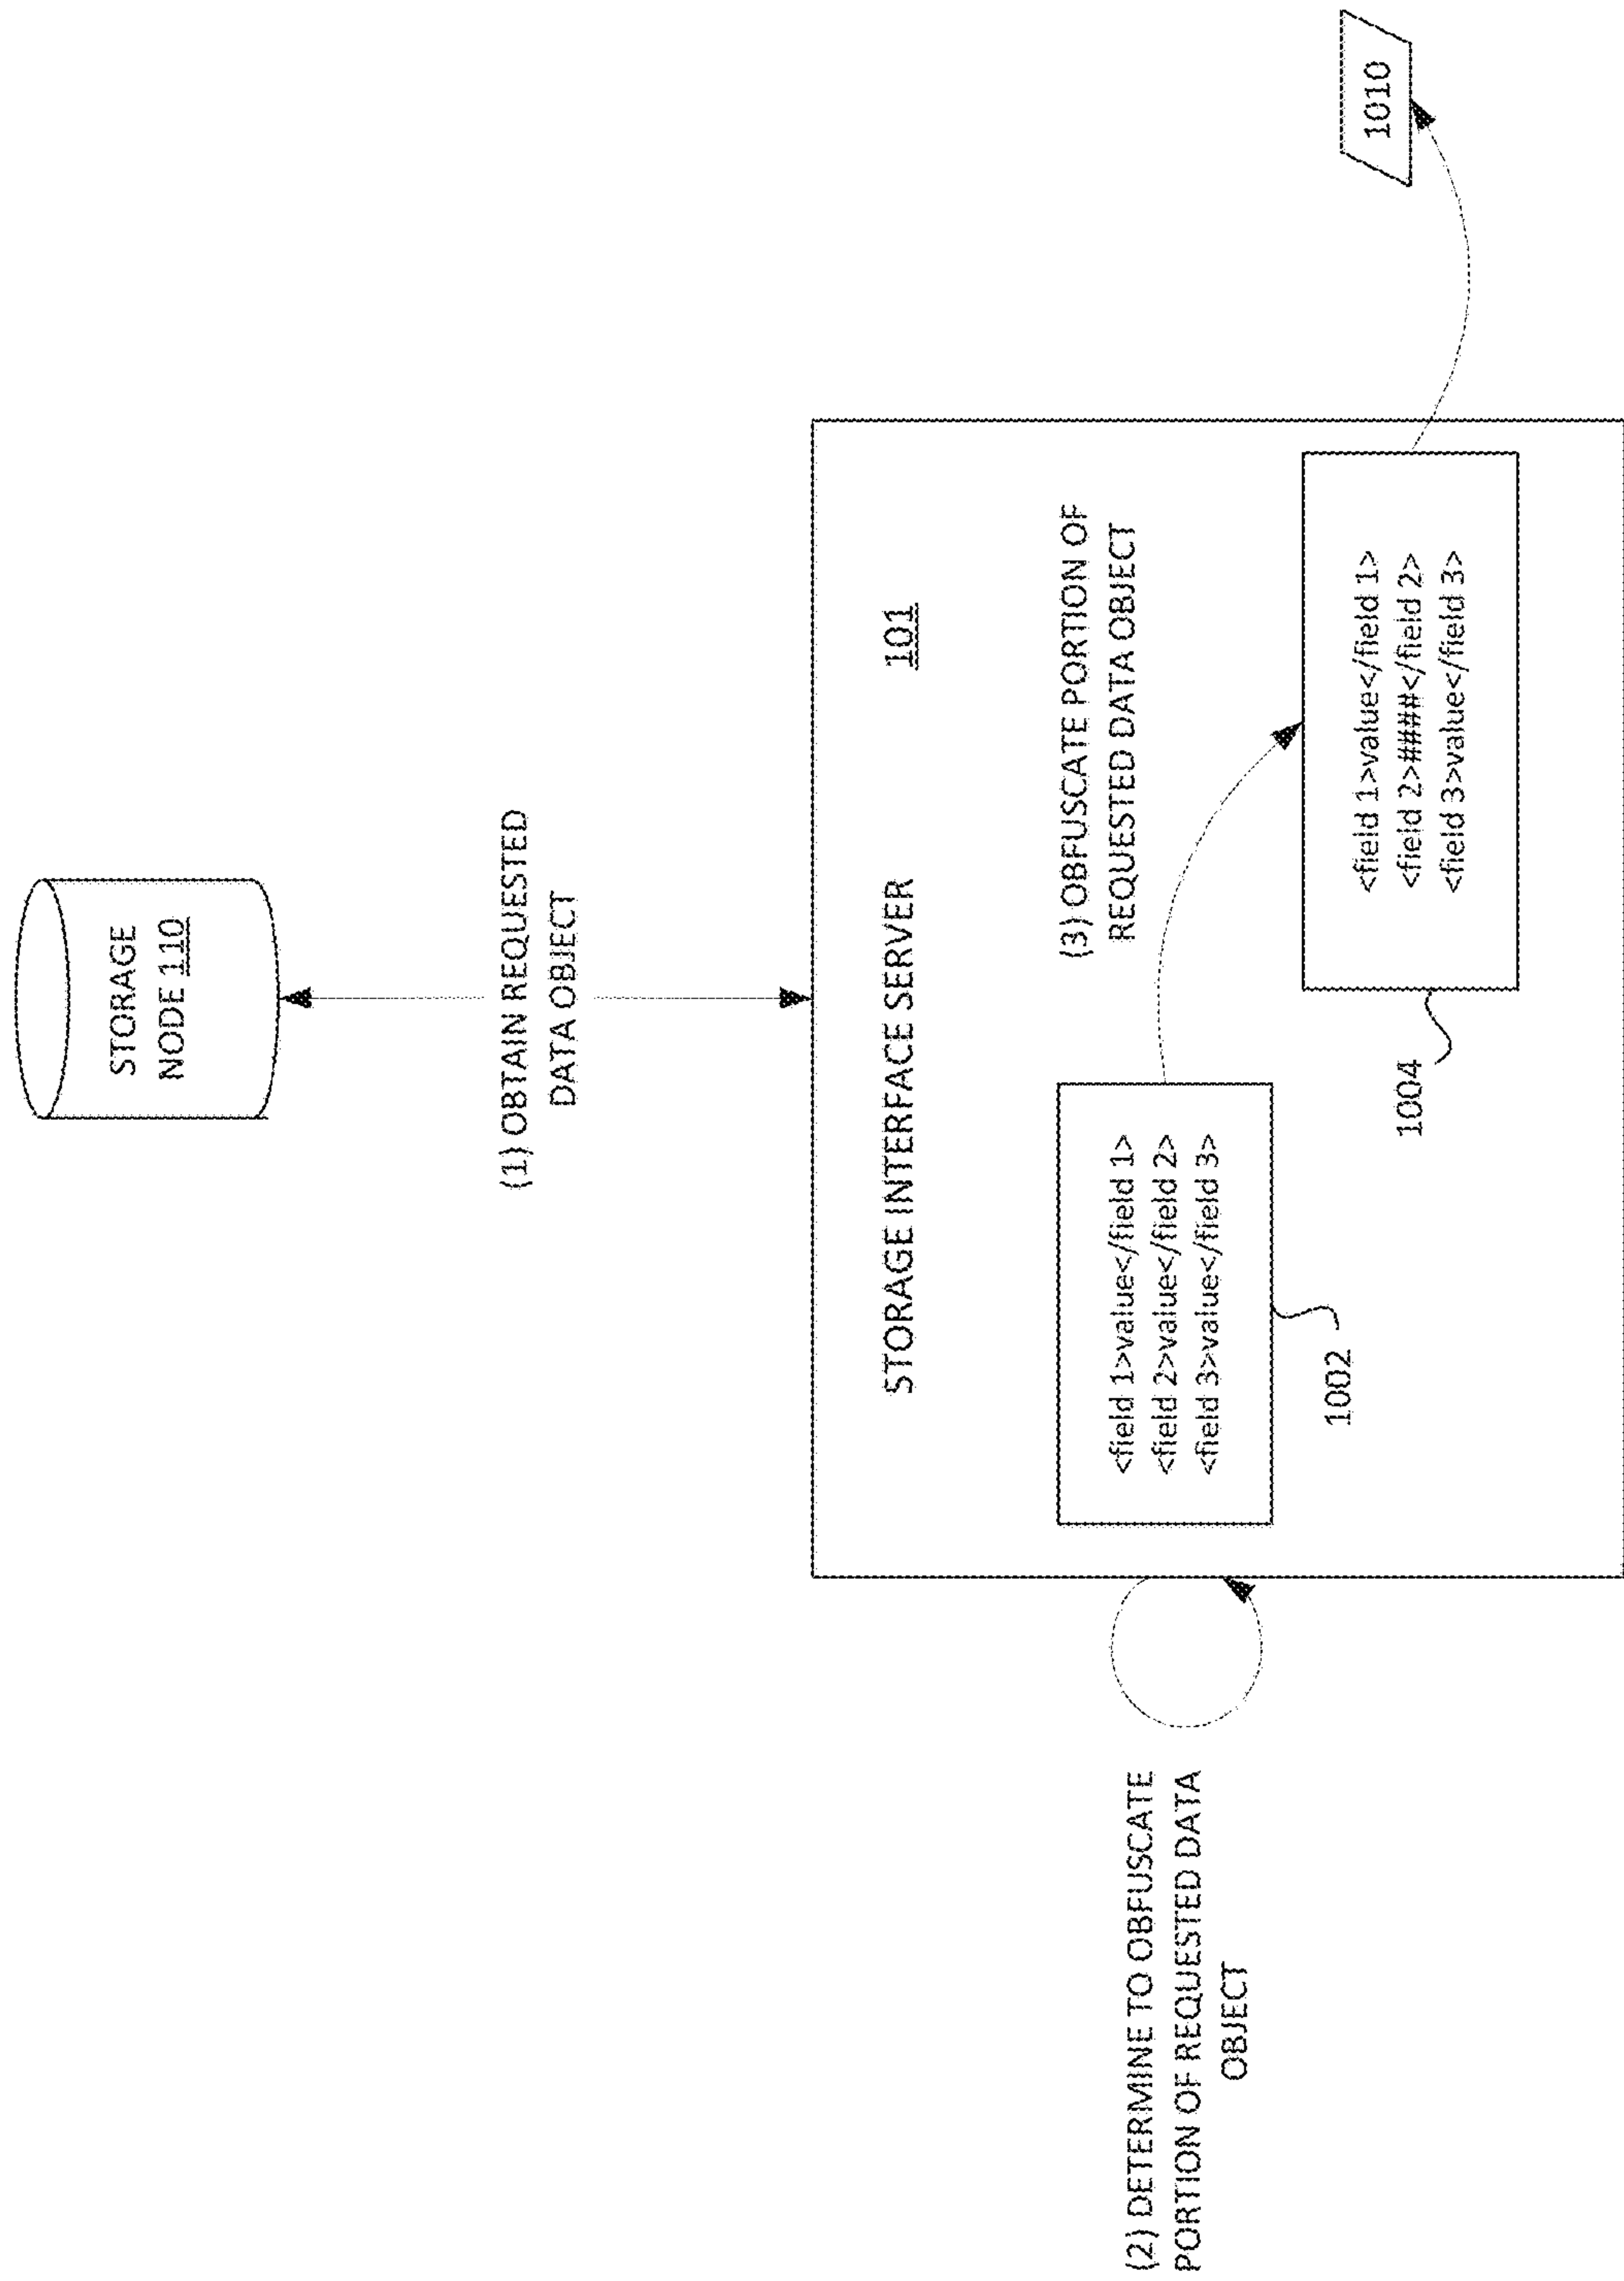 STORAGE
NODE 110
(1) OBTAIN REQUESTED
DATA OBJECT
STORAGE INTERFACE SERVER
101
(2) DETERMINE TO OBFUSCATE
PORTION OF REQUESTED DATA
OBJECT
<field 1>value</field 1>
<field 2>value</field 2>
<field 3>value</field 3>
1002
(3) OBFUSCATE PORTION OF
REQUESTED DATA OBJECT
<field 1>value</field 1>
<field 2>####</field 2>
<field 3>value</field 3>
1004
1010